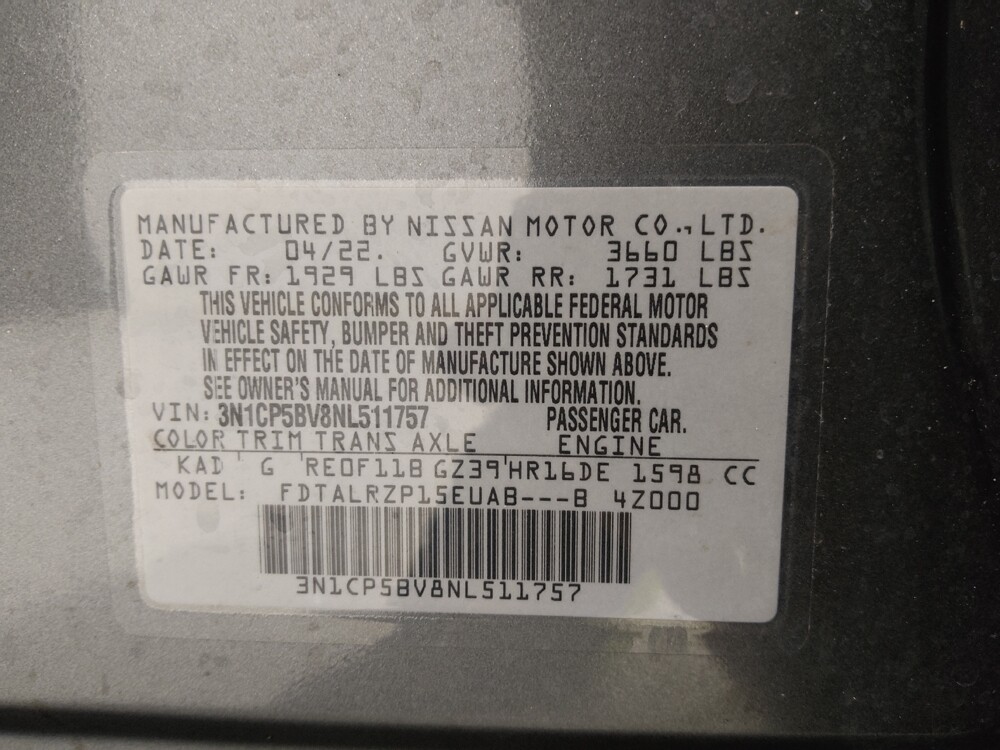 MANUFACTURED BY NISSAN MOTOR CO., LTD.
DATE: 04/22. GVWR: 3660 LBS
GAWR FR: 1929 LBS GAWR RR: 1731 LBS
THIS VEHICLE CONFORMS TO ALL APPLICABLE FEDERAL MOTOR
VEHICLE SAFETY, BUMPER AND THEFT PREVENTION STANDARDS
IN EFFECT ON THE DATE OF MANUFACTURE SHOWN ABOVE.
SEE OWNER'S MANUAL FOR ADDITIONAL INFORMATION.
VIN: 3N1CP5BV8NL511757 PASSENGER CAR.
COLOR TRIM TRANS AXLE ENGINE
KAD G RE0F11B GZ39 HR16DE 1598 CC
MODEL: FDTALRZP15EUAB---B 4Z000
3N1CP5BV8NL511757